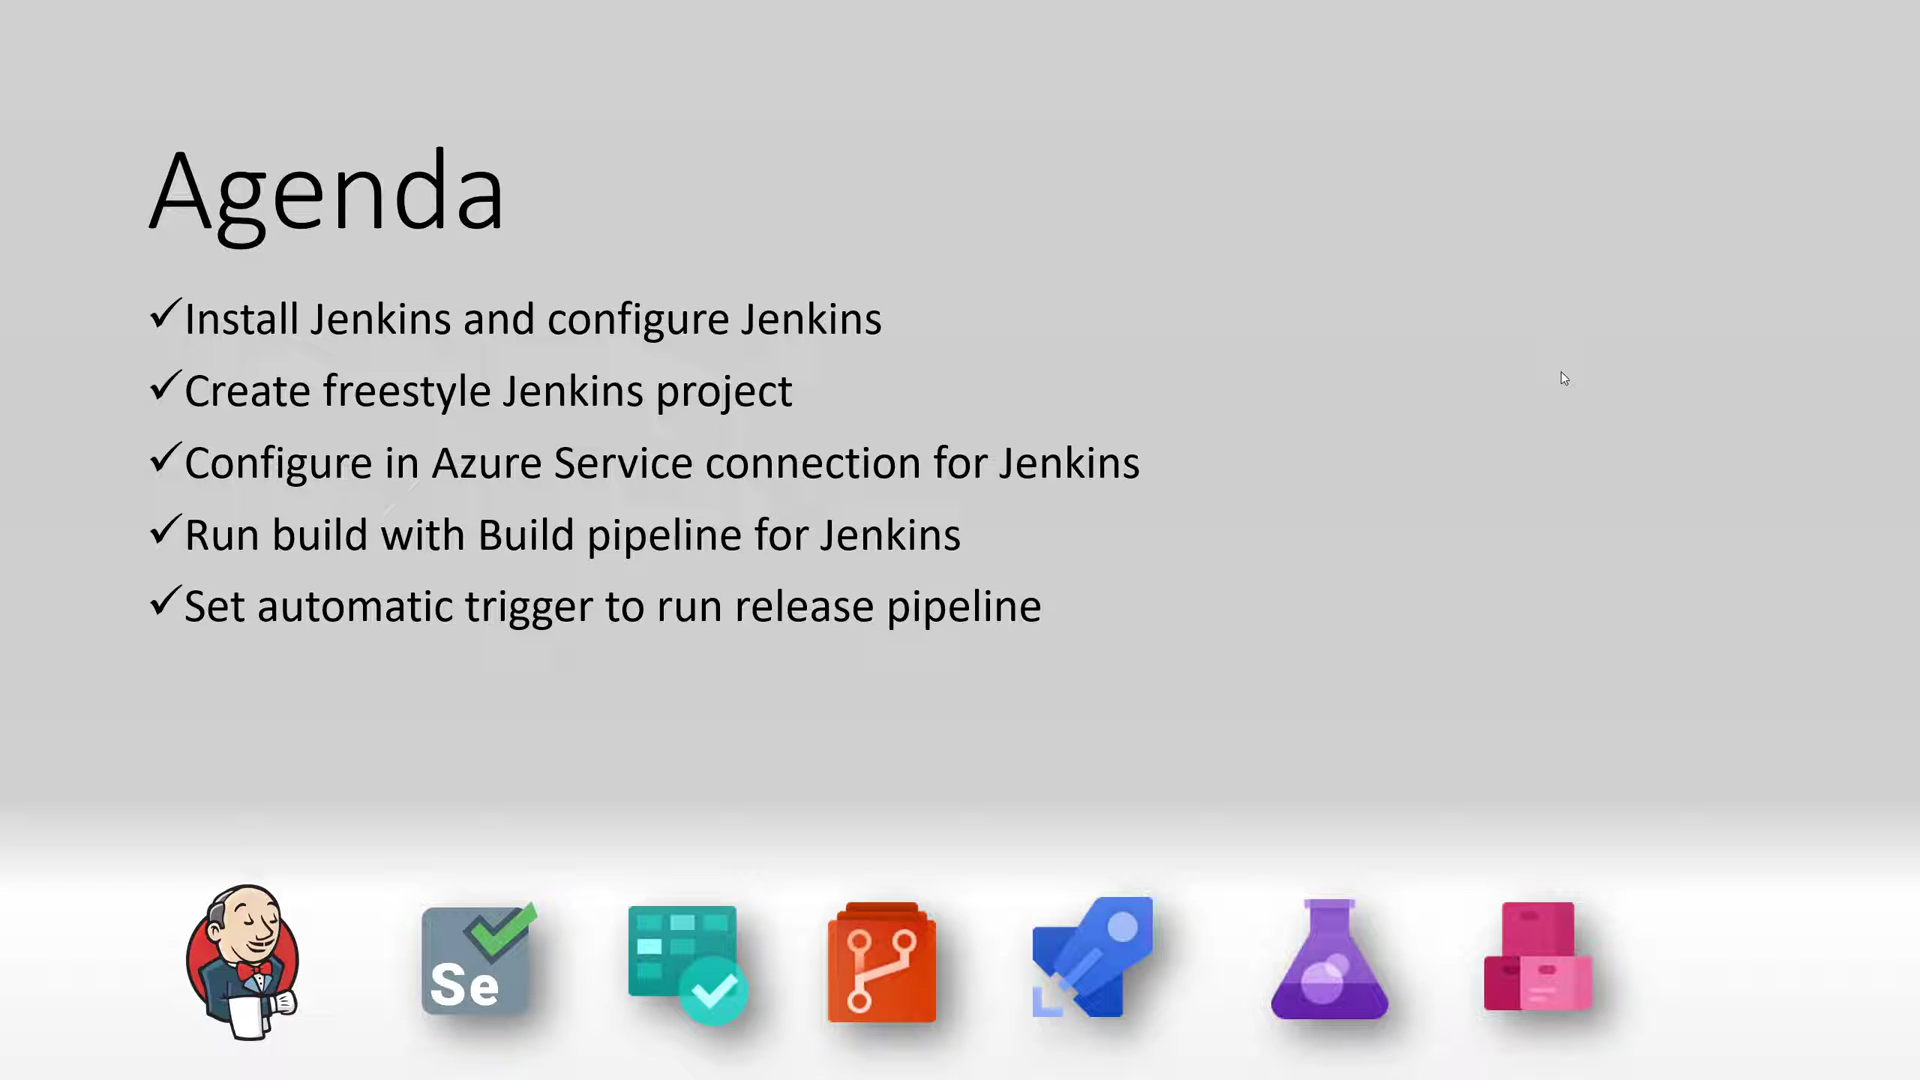 Agenda
✓Install Jenkins and configure Jenkins
✓Create freestyle Jenkins project
✓Configure in Azure Service connection for Jenkins
✓Run build with Build pipeline for Jenkins
✓Set automatic trigger to run release pipeline
Se